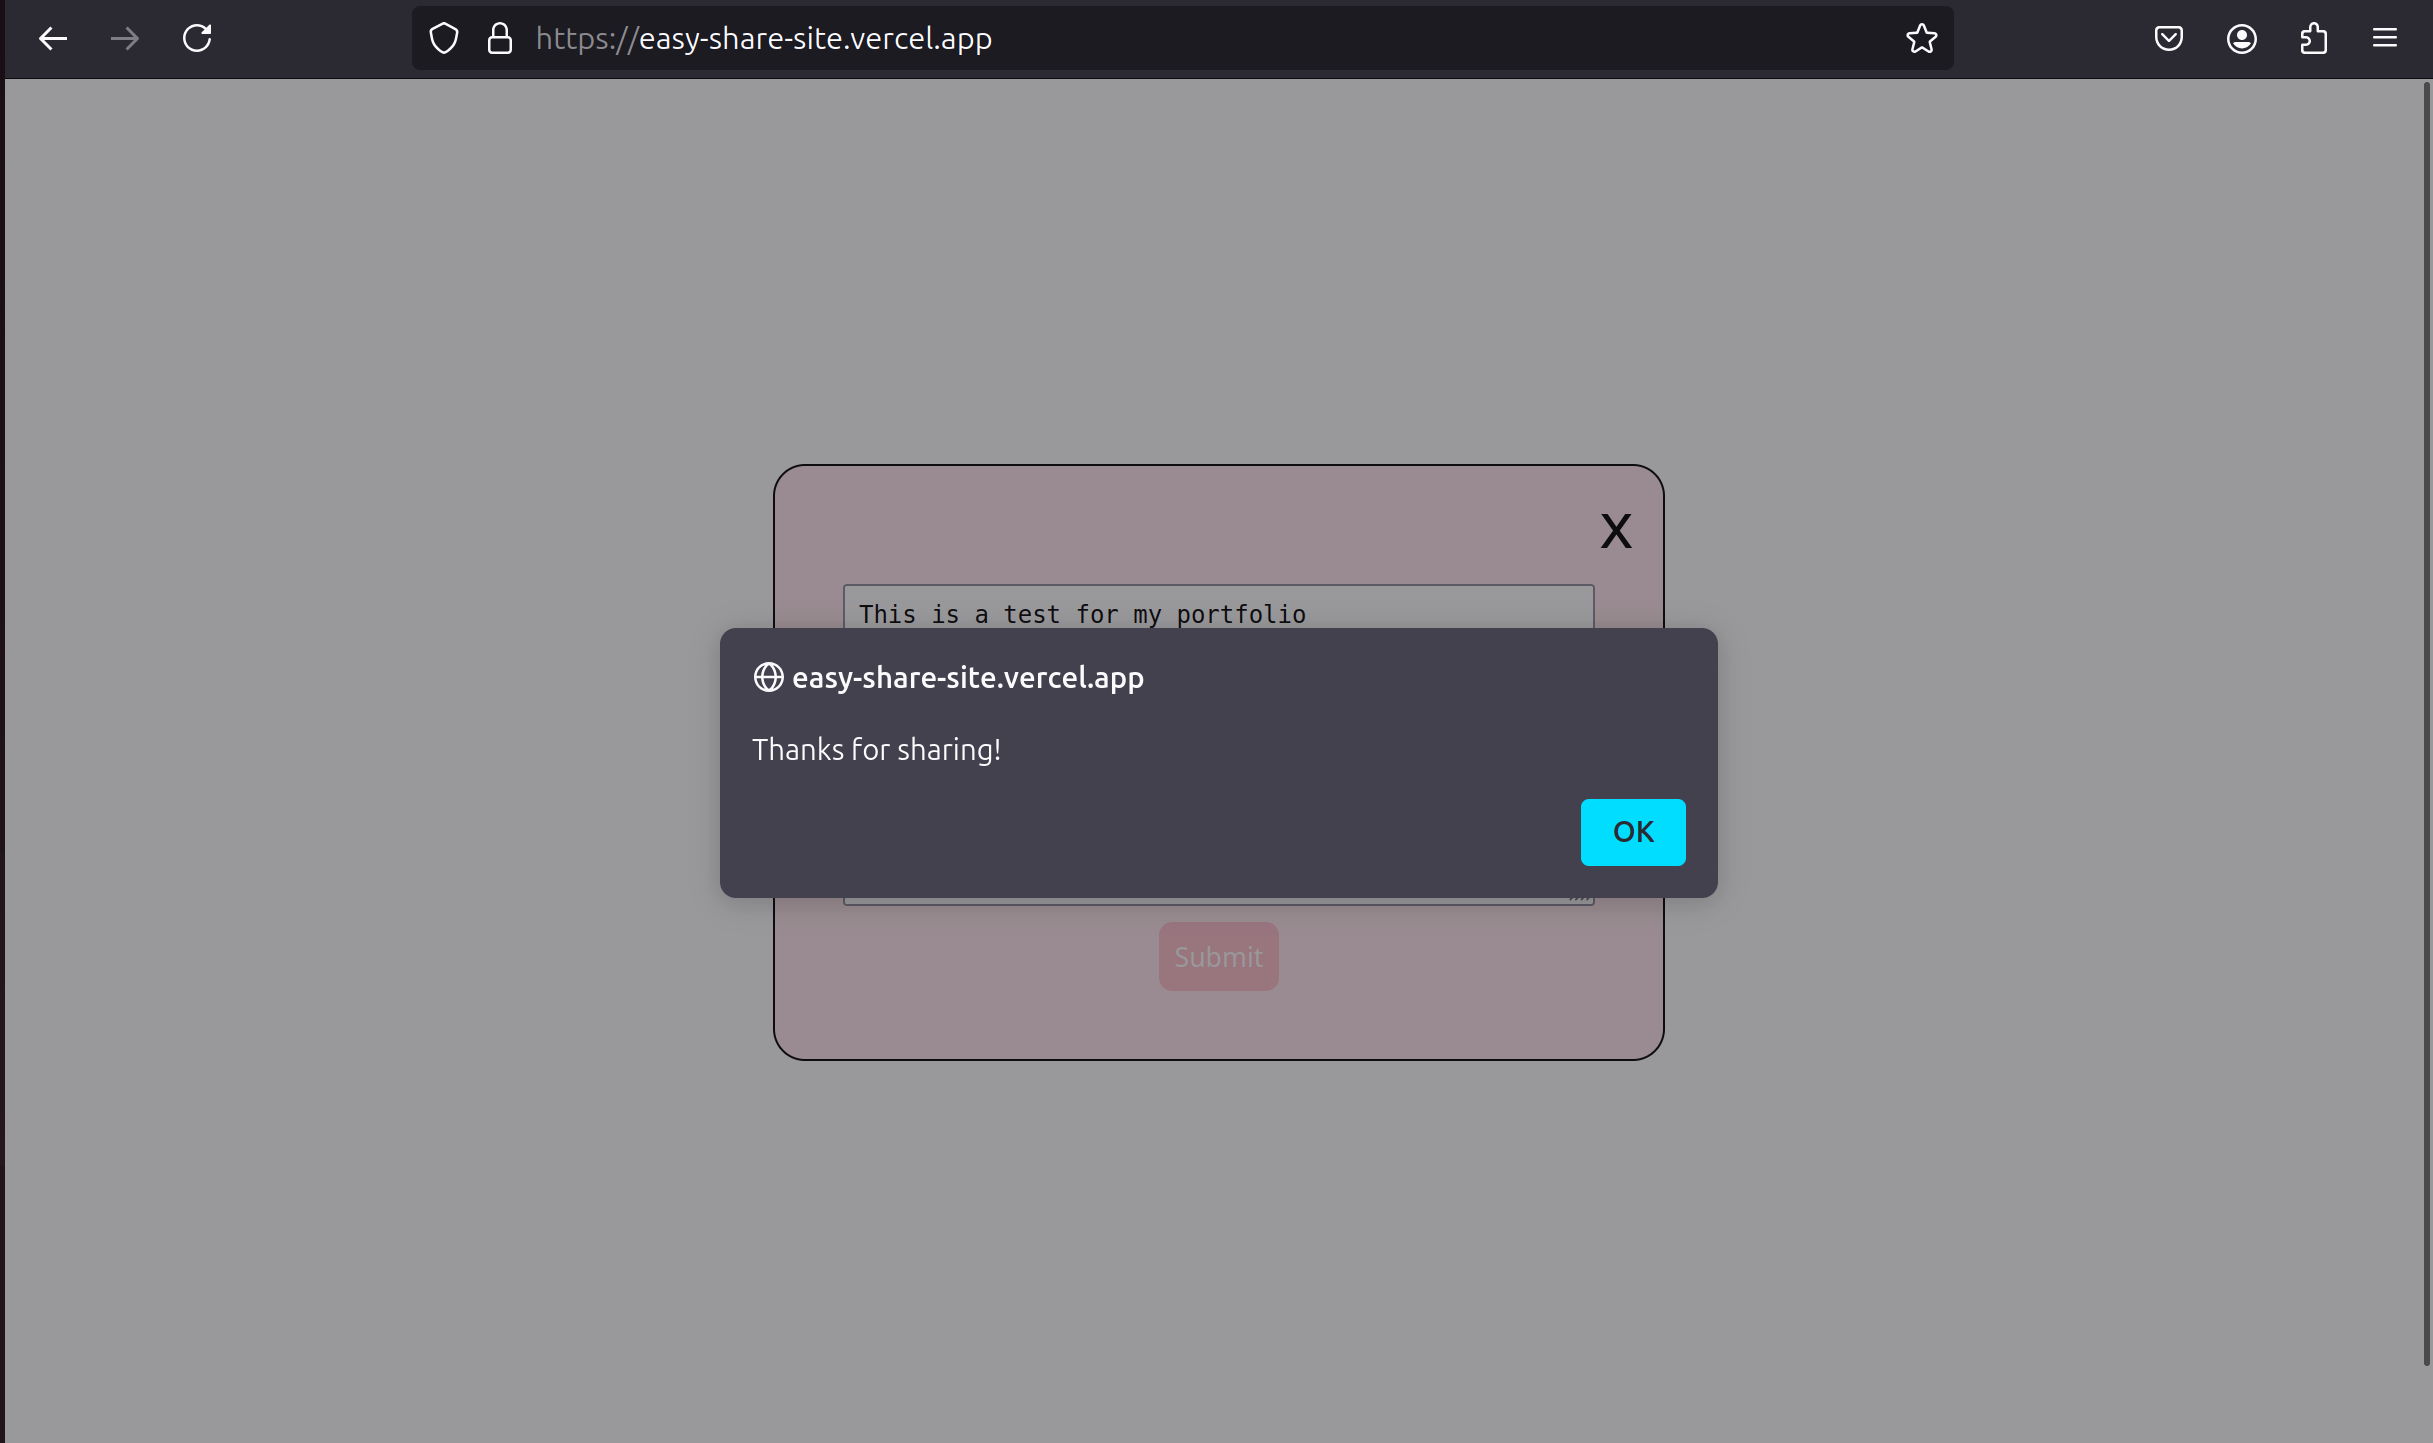 https://easy-share-site.vercel.app
X
This is a test for my portfolio
easy-share-site.vercel.app
Thanks for sharing!
OK
Submit